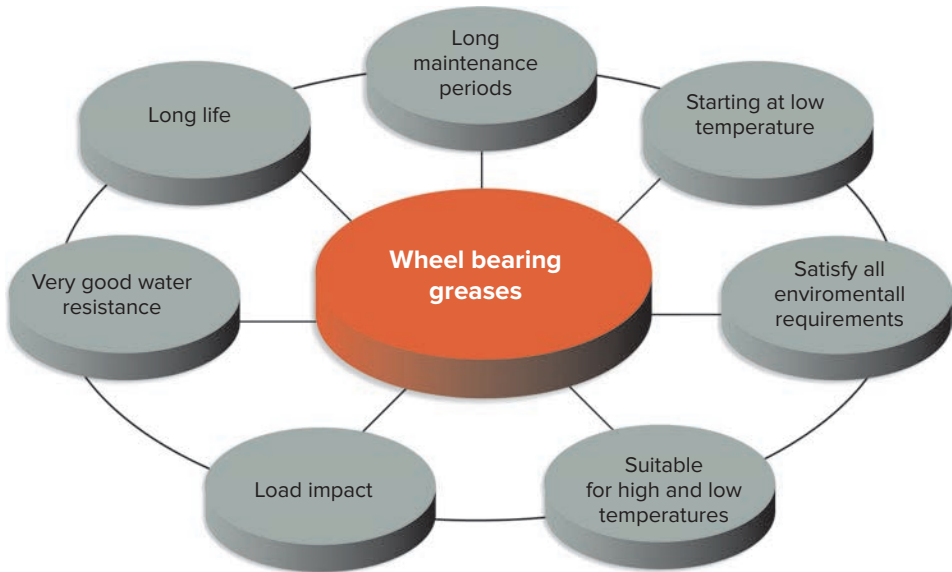 Long
maintenance
periods
Long life
Starting at low
temperature
Wheel bearing
greases
Very good water
resistance
Satisfy all
enviromentall
requirements
Load impact
Suitable
for high and low
temperatures